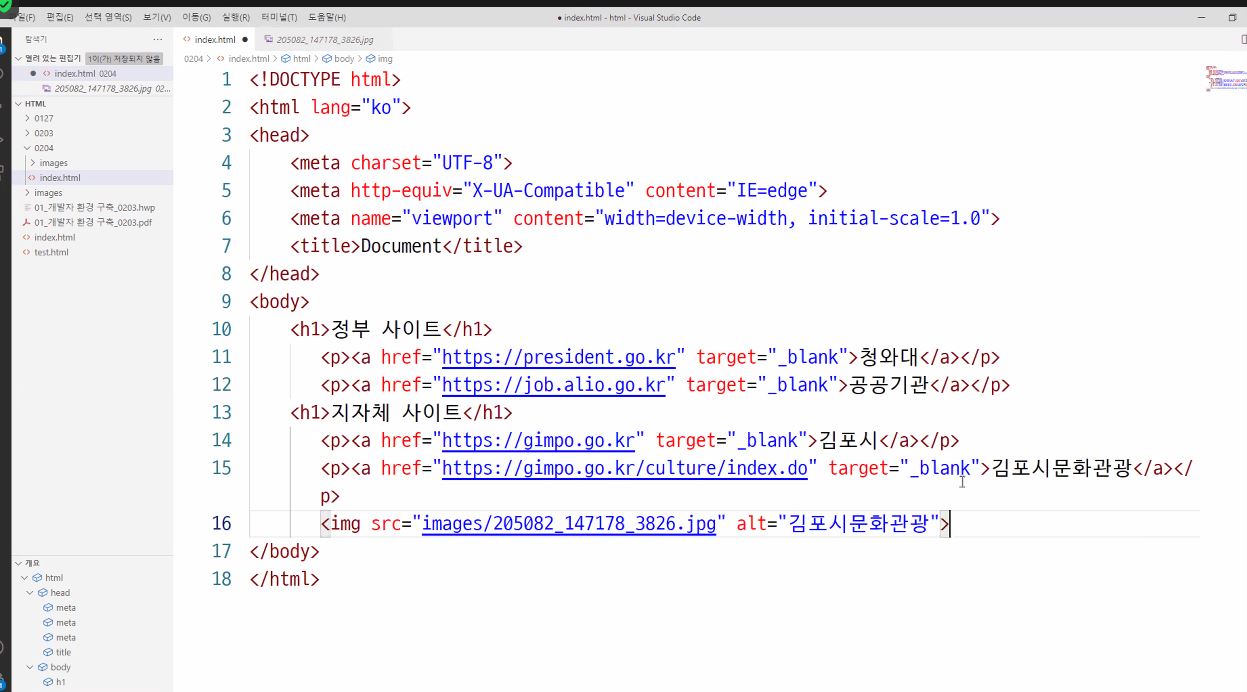 일(F) 편집(E) 선택 영역(S) 보기(V) 이동(G) 실행(R) 터미널(T) 도움말(H)
● index.html - html - Visual Studio Code
탐색기 ···
index.html ●
205082_147178_3826.jpg
열려 있는 편집기 1이(가) 저장되지 않음
● index.html 0204
205082_147178_3826.jpg 02...
HTML
0127
0203
0204
images
index.html
images
01_개발자 환경 구축_0203.hwp
01_개발자 환경 구축_0203.pdf
index.html
test.html
개요
html
head
meta
meta
meta
title
body
h1
0204 > index.html > html > body > img
1 <!DOCTYPE html>
2 <html lang="ko">
3 <head>
4 <meta charset="UTF-8">
5 <meta http-equiv="X-UA-Compatible" content="IE=edge">
6 <meta name="viewport" content="width=device-width, initial-scale=1.0">
7 <title>Document</title>
8 </head>
9 <body>
10 <h1>정부 사이트</h1>
11 <p><a href="https://president.go.kr" target="_blank">청와대</a></p>
12 <p><a href="https://job.alio.go.kr" target="_blank">공공기관</a></p>
13 <h1>지자체 사이트</h1>
14 <p><a href="https://gimpo.go.kr" target="_blank">김포시</a></p>
15 <p><a href="https://gimpo.go.kr/culture/index.do" target="_blank">김포시문화관광</a></
p>
16 <img src="images/205082_147178_3826.jpg" alt="김포시문화관광">
17 </body>
18 </html>